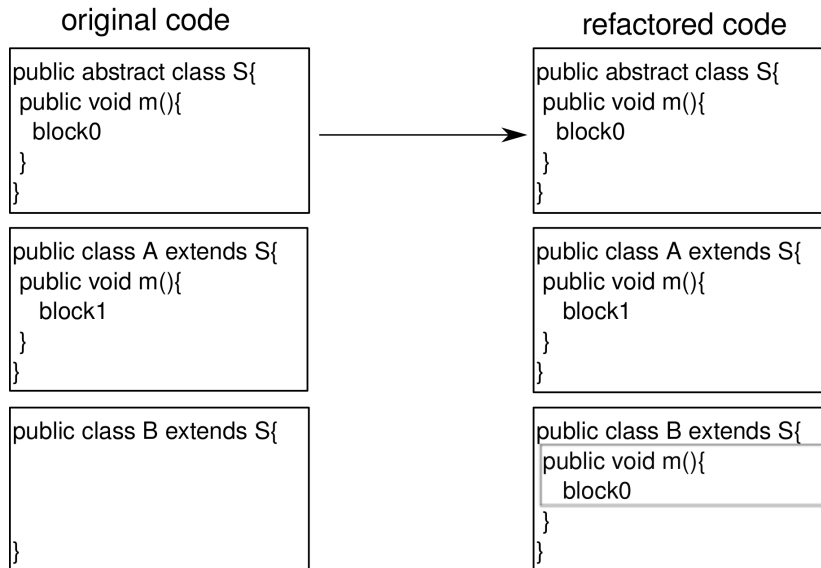 original code
public abstract class S{
public void m(){
block0
}
}
public class A extends S{
public void m(){
block1
}
}
public class B extends S{
}
refactored code
public abstract class S{
public void m(){
block0
}
}
public class A extends S{
public void m(){
block1
}
}
public class B extends S{
public void m(){
block0
}
}